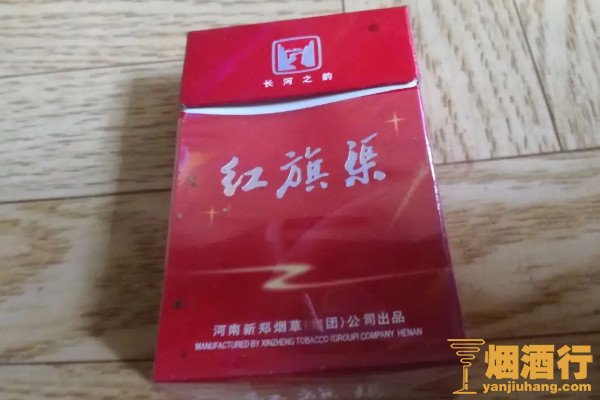 ®
长河之韵
红旗渠
河南新郑烟草(集团)公司出品
MANUFACTURED BY XINZHENG TOBACCO (GROUP) COMPANY HENAN
烟酒行
yanjiuhang.com